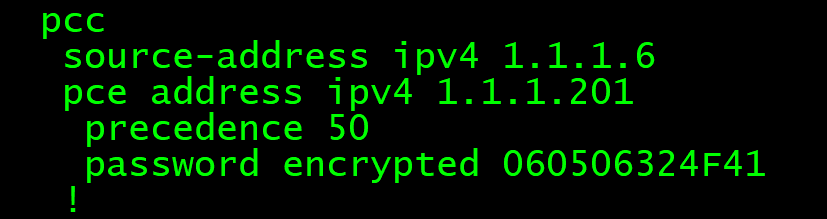 pcc
source-address ipv4 1.1.1.6
pce address ipv4 1.1.1.201
precedence 50
password encrypted 060506324F41
!